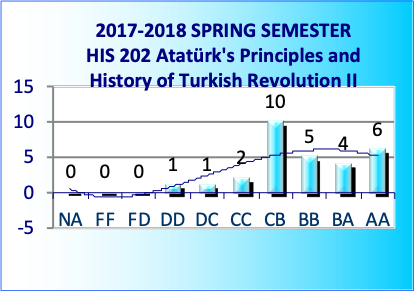 2017-2018 SPRING SEMESTER
HIS 202 Atatürk's Principles and
History of Turkish Revolution II
15
10
5
0
-5
0 0 0 1 1 2 10 5 4 6
NA FF FD DD DC CC CB BB BA AA